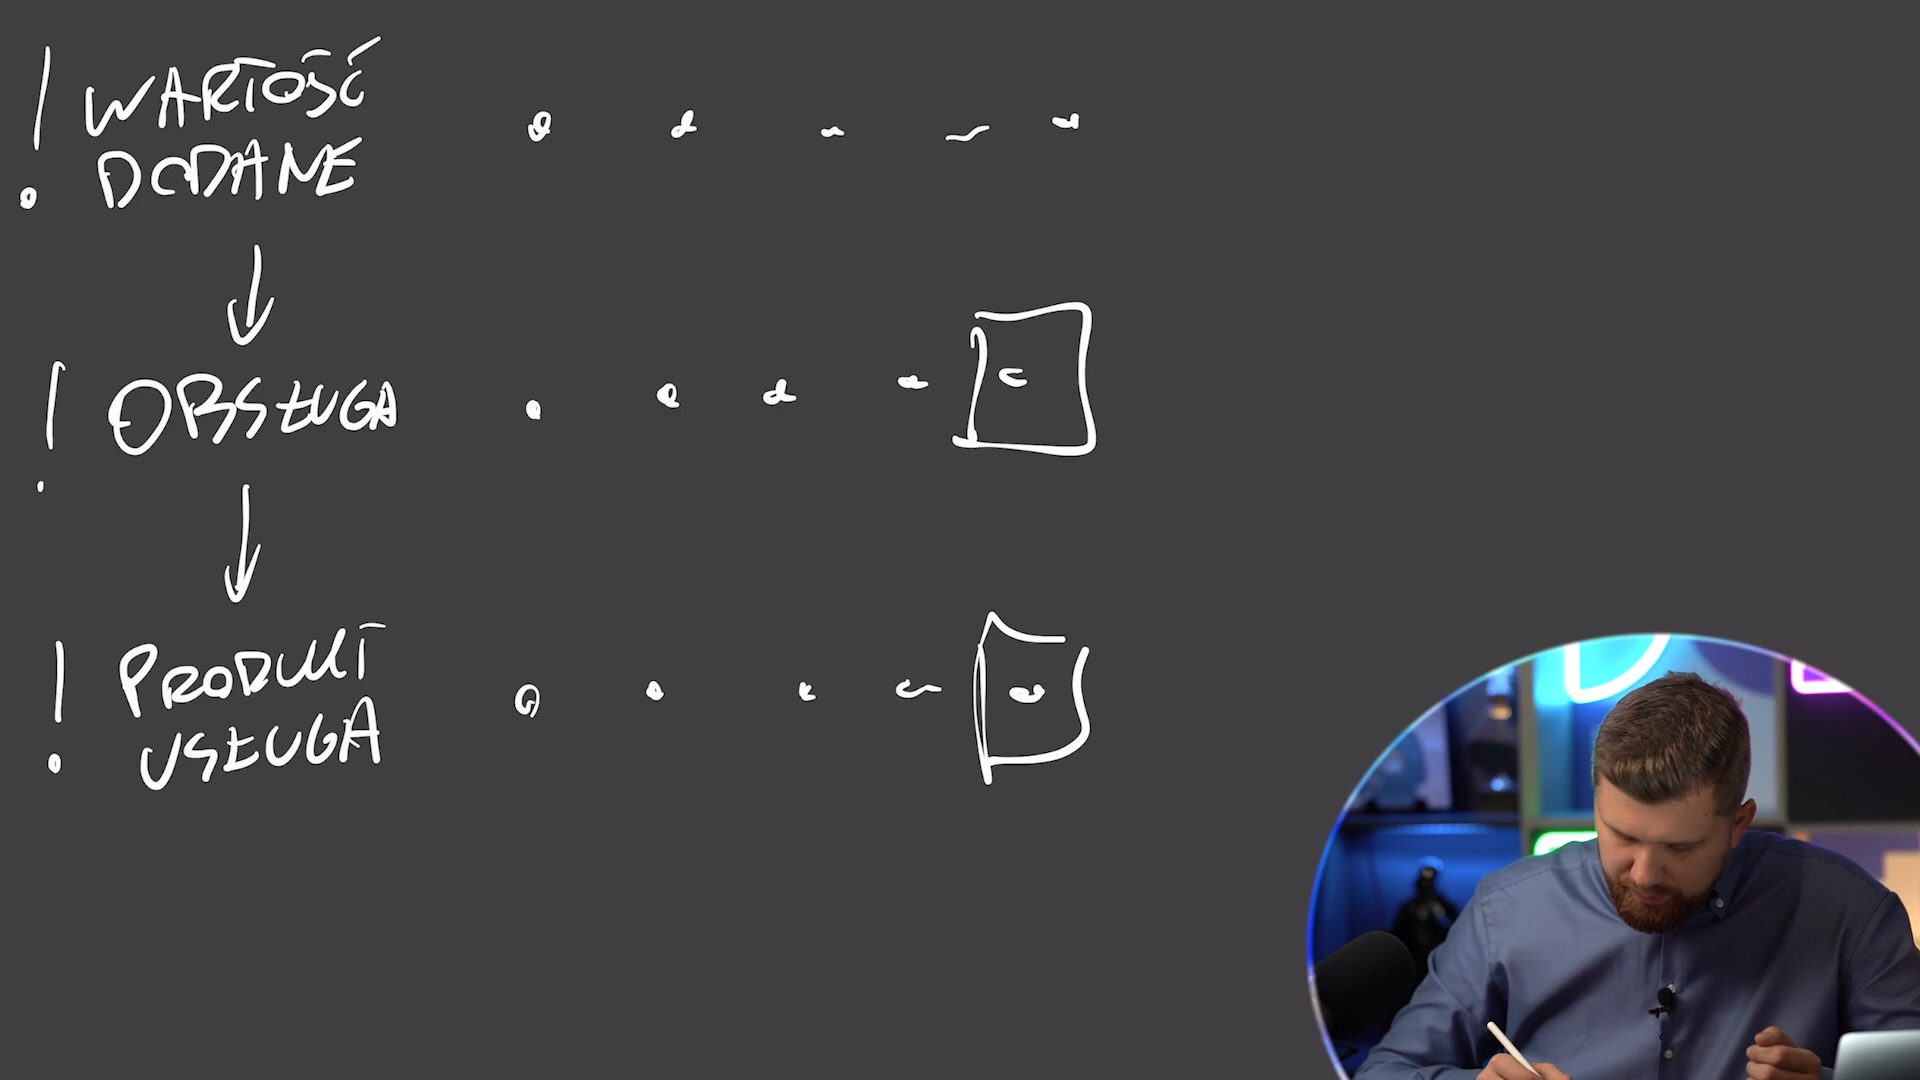 ! WARTOŚĆ
DODANE
! OBSŁUGA
! PRODUKT
USŁUGA